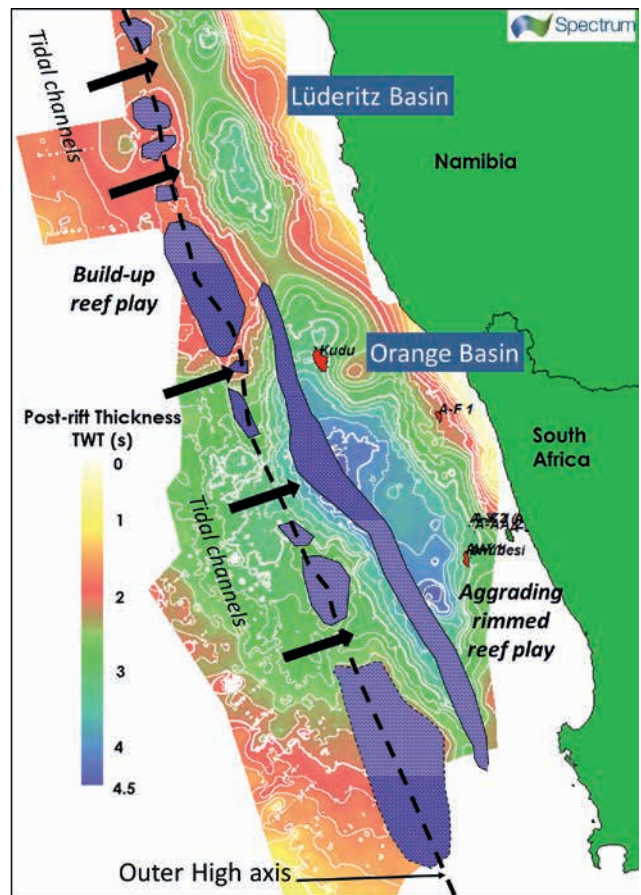 Spectrum
Tidal channels
Lüderitz Basin
Namibia
Build-up
reef play
Kudu
Orange Basin
Post-rift Thickness
TWT (s)
0
1
2
3
4
4.5
A-F 1
South
Africa
Tidal channels
Aggrading
rimmed
reef play
Outer High axis